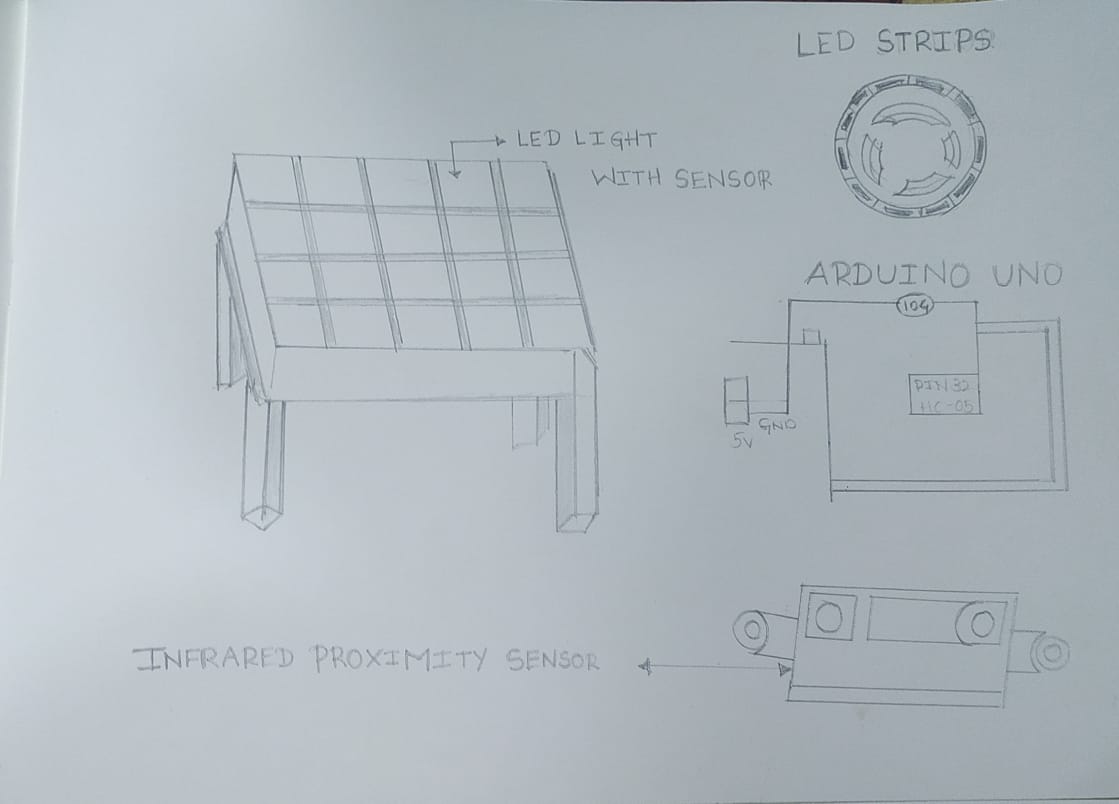 LED STRIPS
LED LIGHT
WITH SENSOR
ARDUINO UNO
104
PIN 32
HC-05
GND
5V
INFRARED PROXIMITY SENSOR